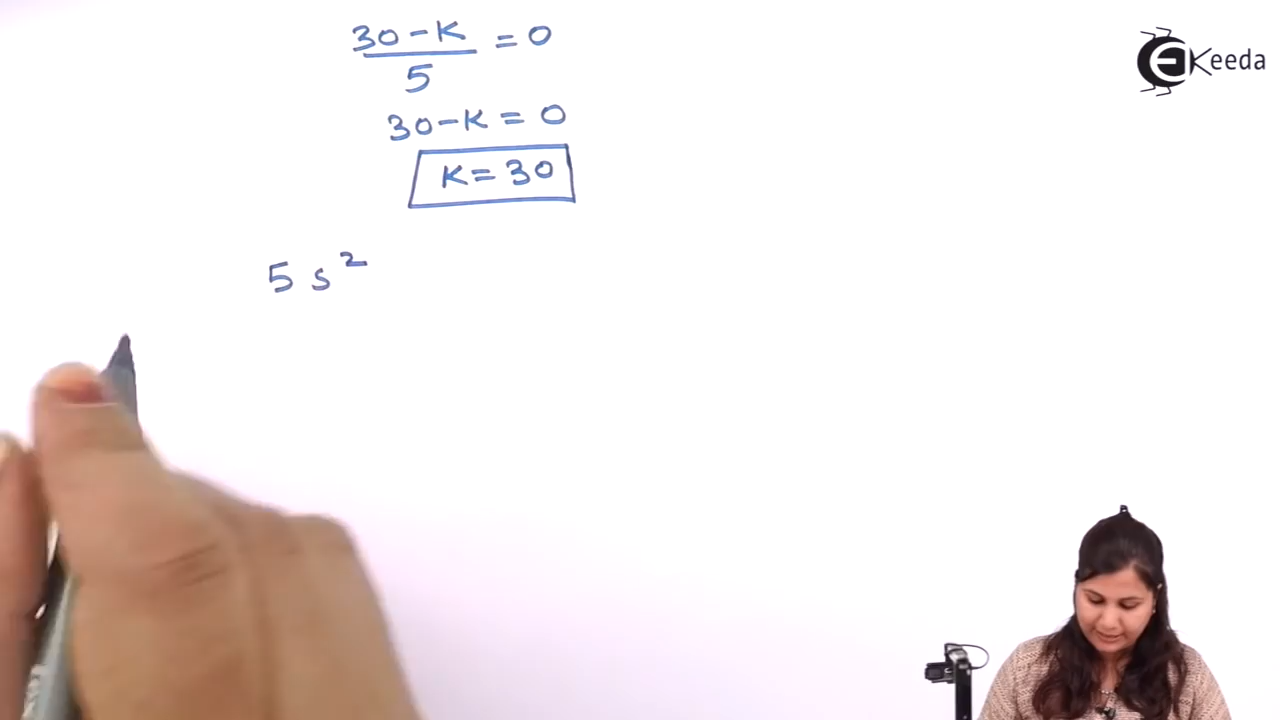 30-K = 0
5
30-K = 0
K = 30
5 s²
EKeeda